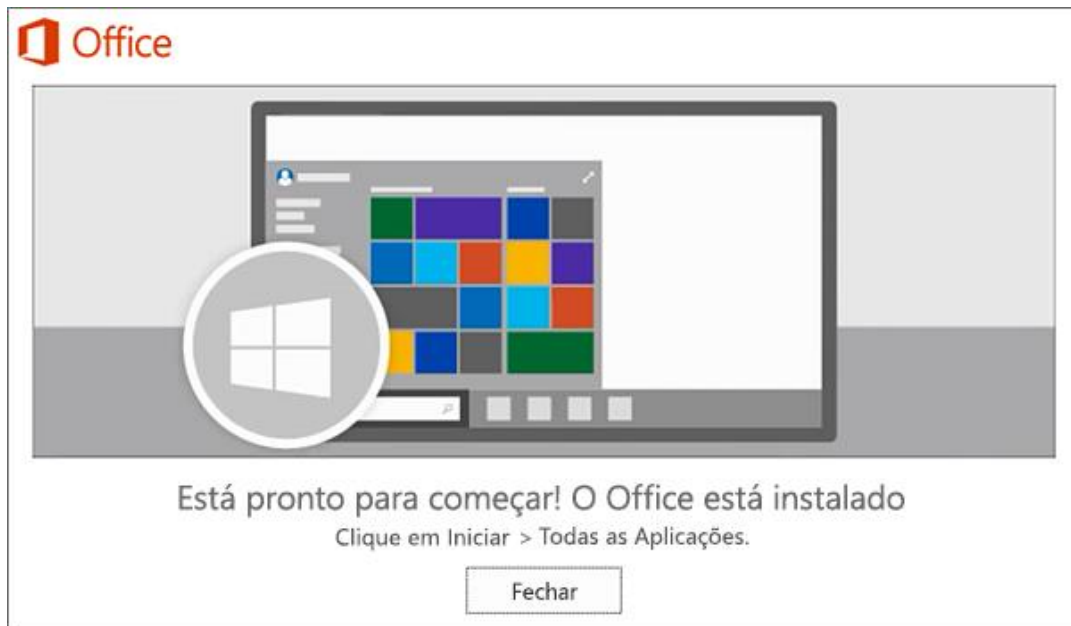 Office
Está pronto para começar! O Office está instalado
Clique em Iniciar > Todas as Aplicações.
Fechar